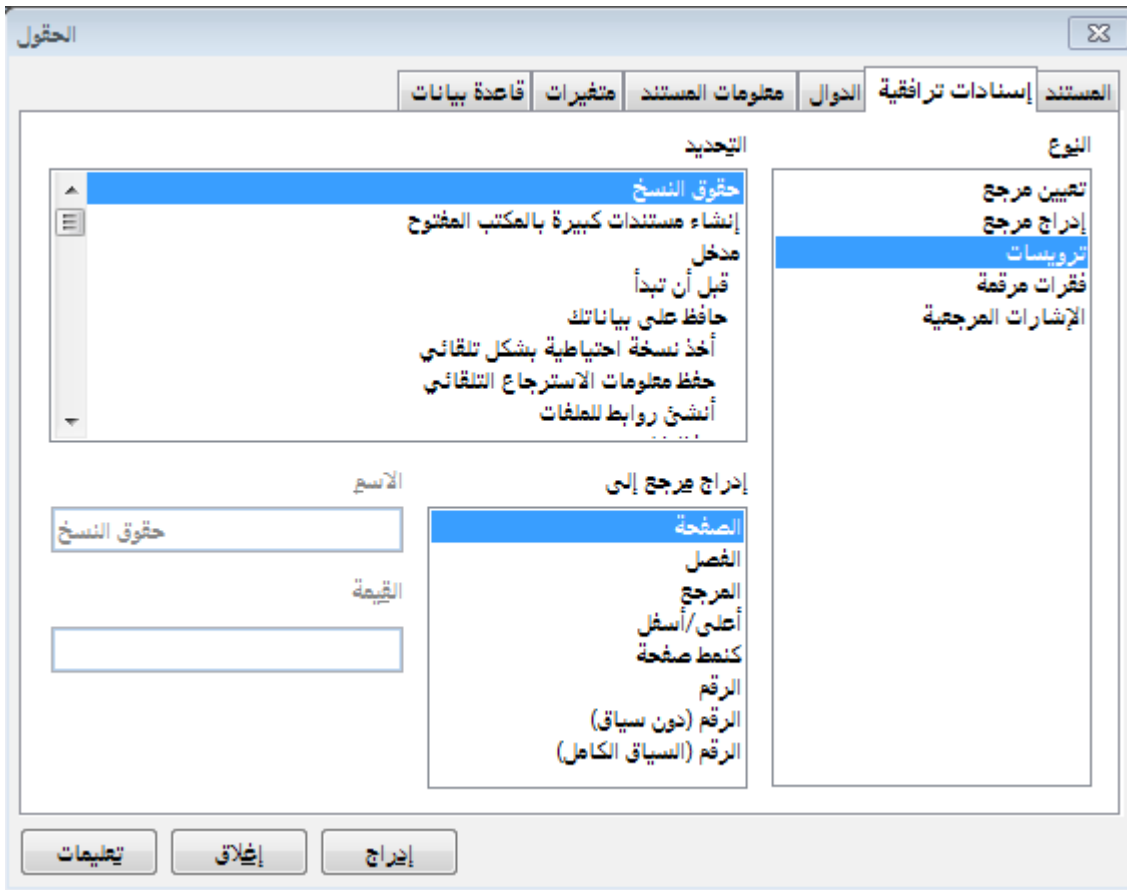 الحقول
المستند إسنادات ترافقية الدوال معلومات المستند متغيرات قاعدة بيانات
النوع
تعيين مرجع
إدراج مرجع
ترويسات
فقرات مرقمة
الإشارات المرجعية
التحديد
حقوق النسخ
إنشاء مستندات كبيرة بالمكتب المفتوح
مدخل
قبل أن تبدأ
حافظ على بياناتك
أخذ نسخة احتياطية بشكل تلقائي
حفظ معلومات الاسترجاع التلقائي
أنشئ روابط للملفات
إدراج مرجع إلى
الصفحة
الفصل
المرجع
أعلى/أسفل
كنمط صفحة
الرقم
الرقم (دون سياق)
الرقم (السياق الكامل)
الاسم
حقوق النسخ
القيمة
إدراج إغلاق تعليمات